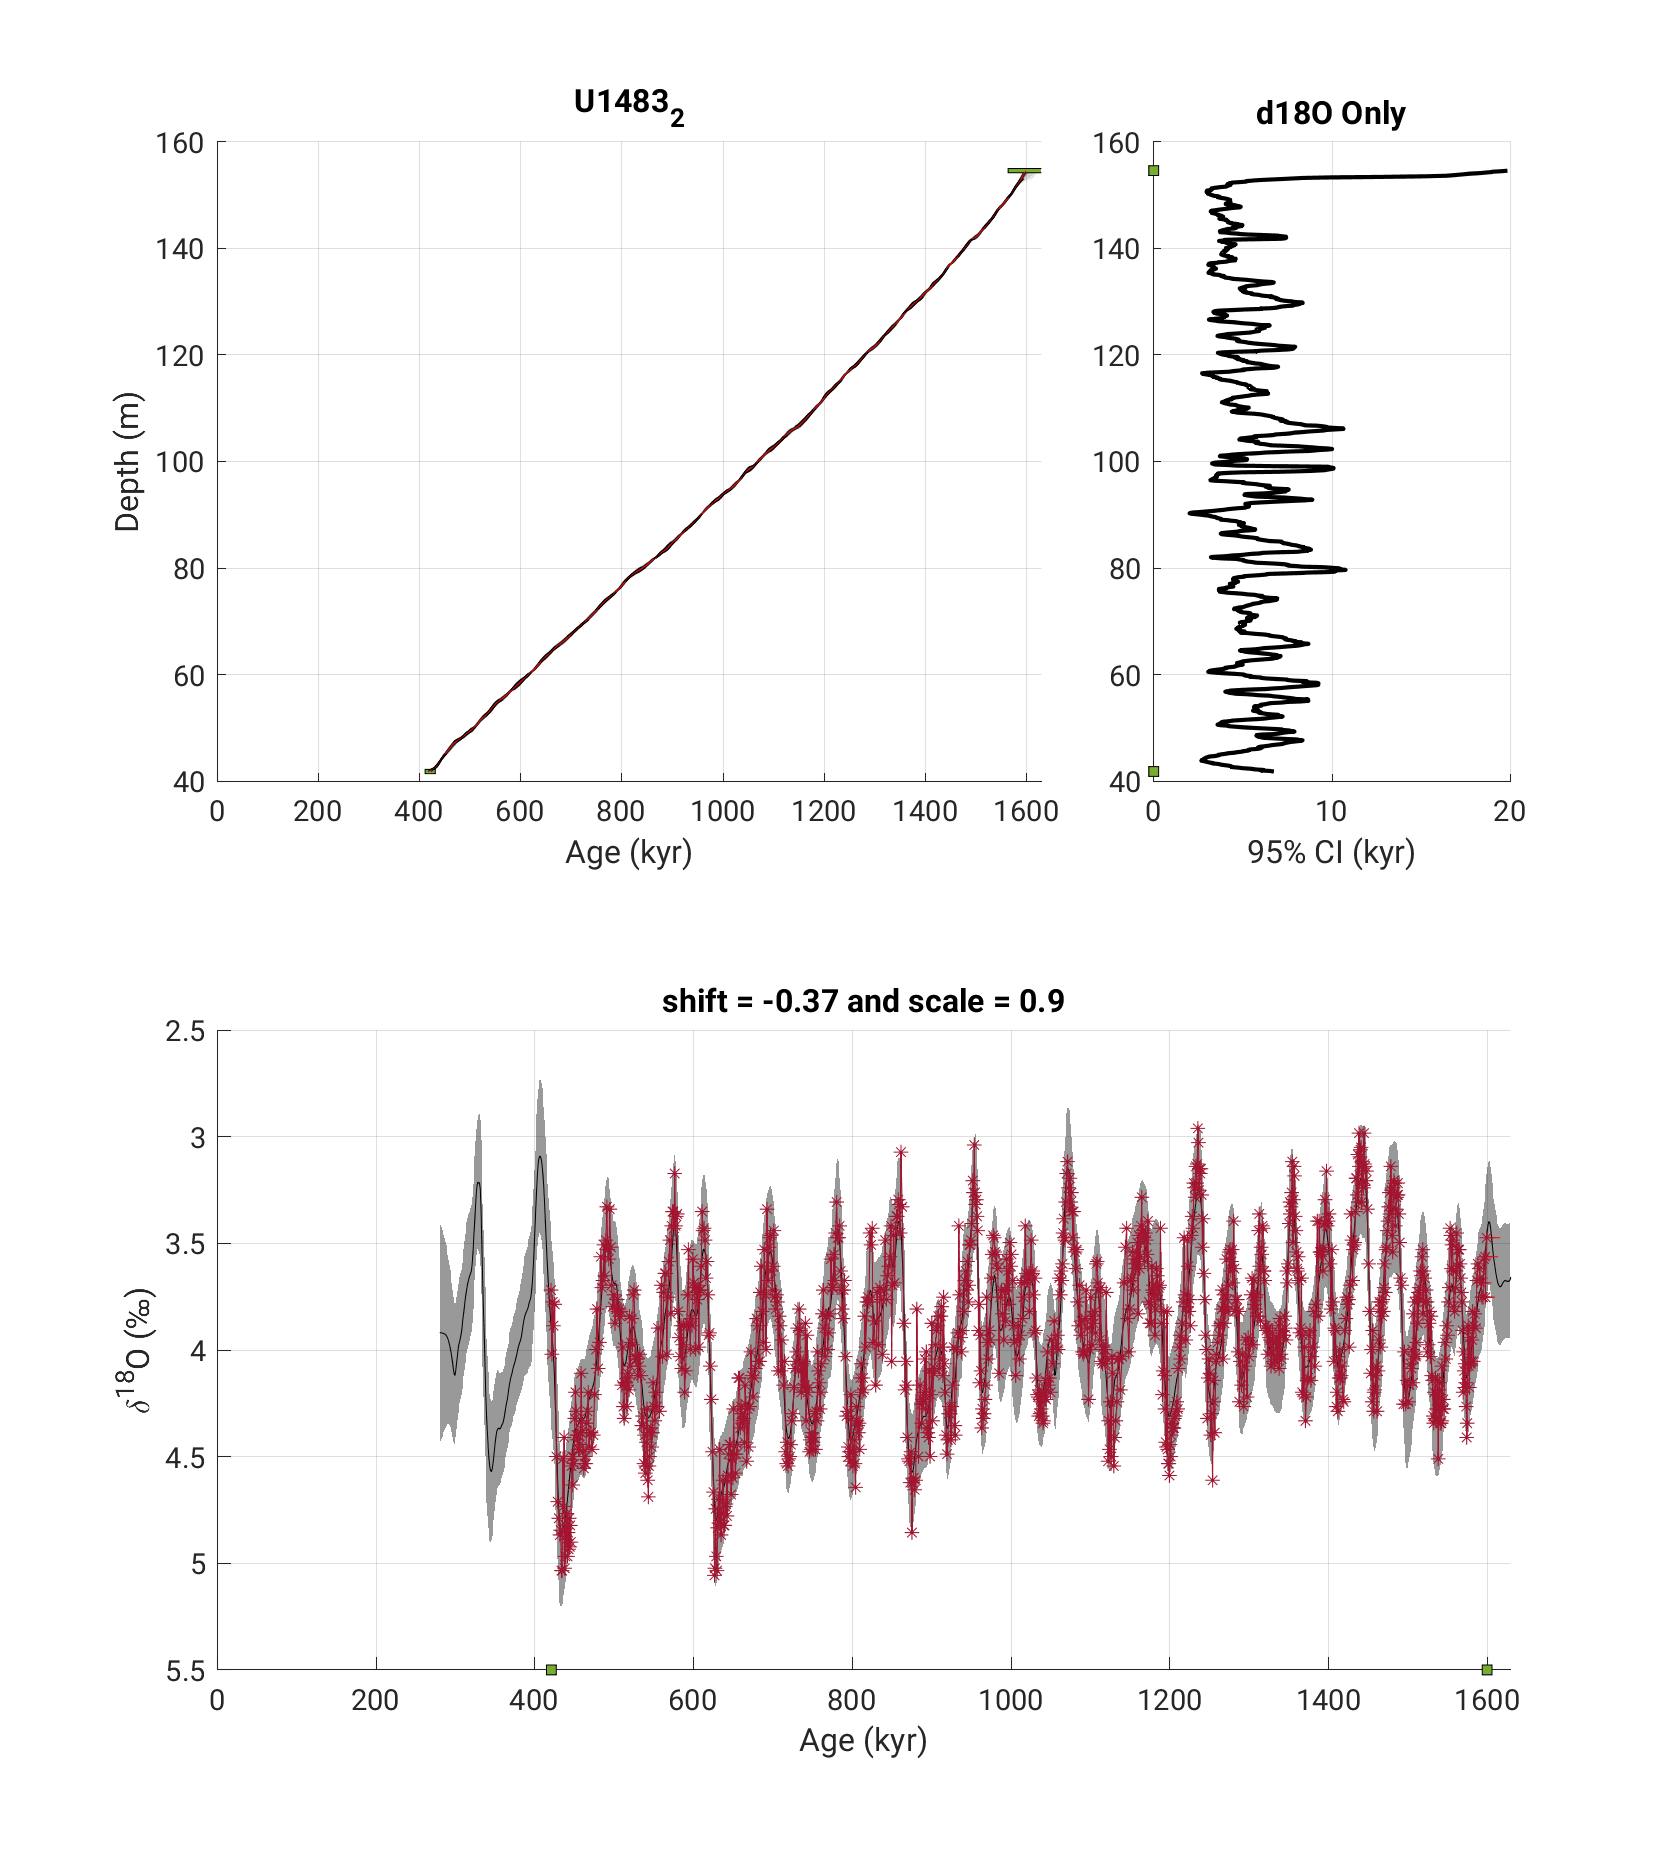 U1483₂
160
140
120
100
80
60
40
Depth (m)
0 200 400 600 800 1000 1200 1400 1600
Age (kyr)
d18O Only
160
140
120
100
80
60
40
0 10 20
95% CI (kyr)
shift = -0.37 and scale = 0.9
2.5
3
3.5
4
4.5
5
5.5
δ¹⁸O (‰)
0 200 400 600 800 1000 1200 1400 1600
Age (kyr)